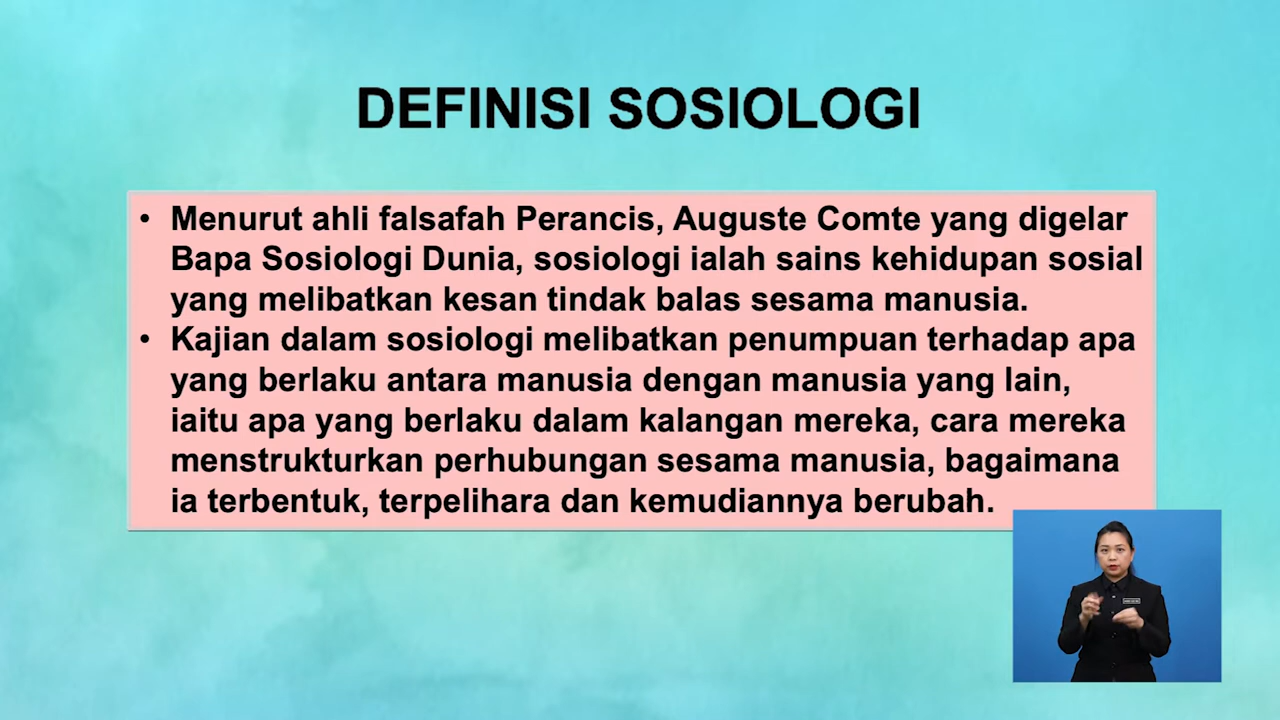 DEFINISI SOSIOLOGI
• Menurut ahli falsafah Perancis, Auguste Comte yang digelar
Bapa Sosiologi Dunia, sosiologi ialah sains kehidupan sosial
yang melibatkan kesan tindak balas sesama manusia.
• Kajian dalam sosiologi melibatkan penumpuan terhadap apa
yang berlaku antara manusia dengan manusia yang lain,
iaitu apa yang berlaku dalam kalangan mereka, cara mereka
menstrukturkan perhubungan sesama manusia, bagaimana
ia terbentuk, terpelihara dan kemudiannya berubah.